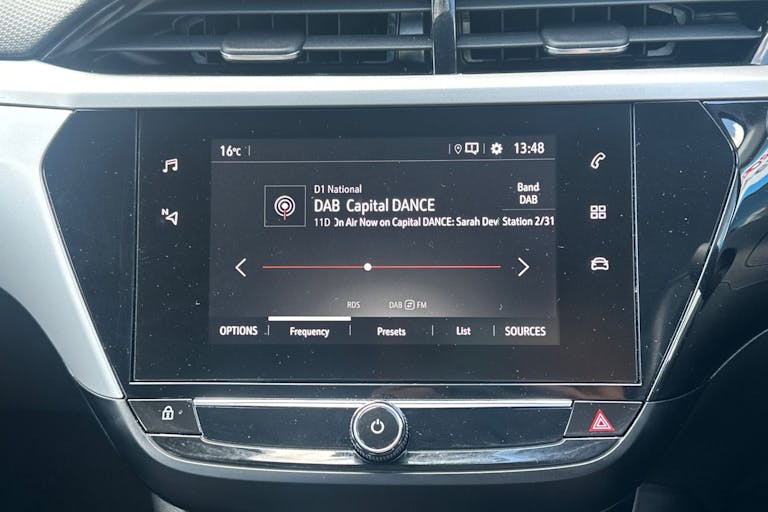 16°C
13:48
N
D1 National
DAB Capital DANCE
Band
DAB
11D On Air Now on Capital DANCE: Sarah Dev
Station 2/31
RDS
DAB FM
OPTIONS
Frequency
Presets
List
SOURCES